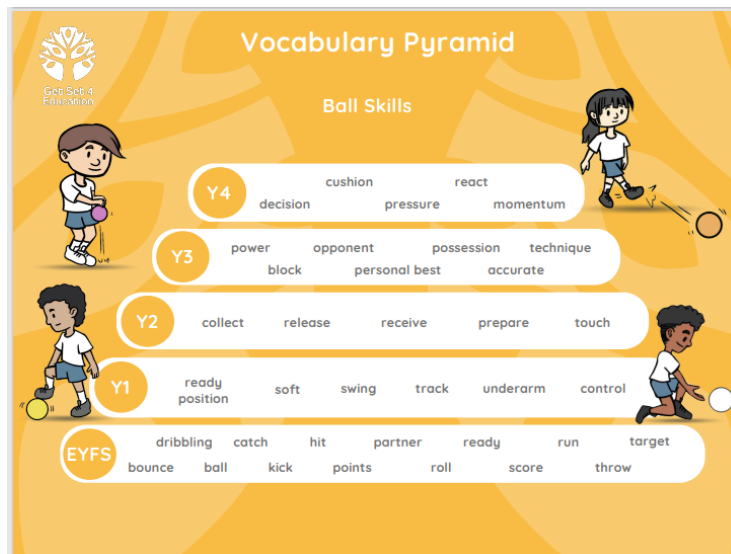 Get Set 4
Education
Vocabulary Pyramid
Ball Skills
Y4
cushion react
decision pressure momentum
Y3
power opponent possession technique
block personal best accurate
Y2
collect release receive prepare touch
Y1
ready position soft swing track underarm control
EYFS
dribbling catch hit partner ready run target
bounce ball kick points roll score throw